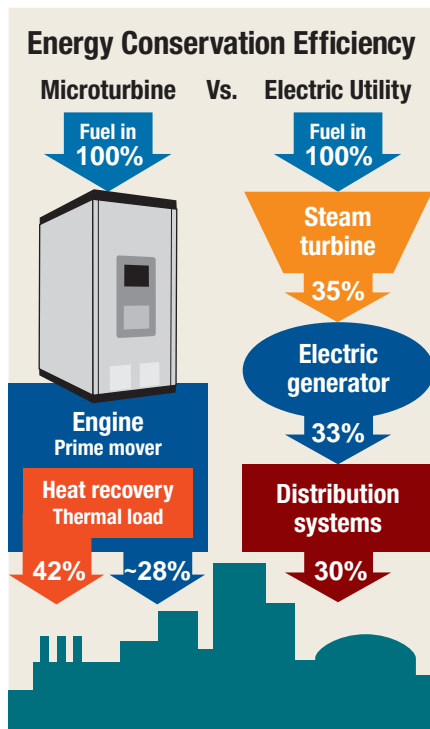 Energy Conservation Efficiency
Microturbine Vs. Electric Utility
Fuel in
100%
Engine
Prime mover
Heat recovery
Thermal load
42%
~28%
Fuel in
100%
Steam
turbine
35%
Electric
generator
33%
Distribution
systems
30%